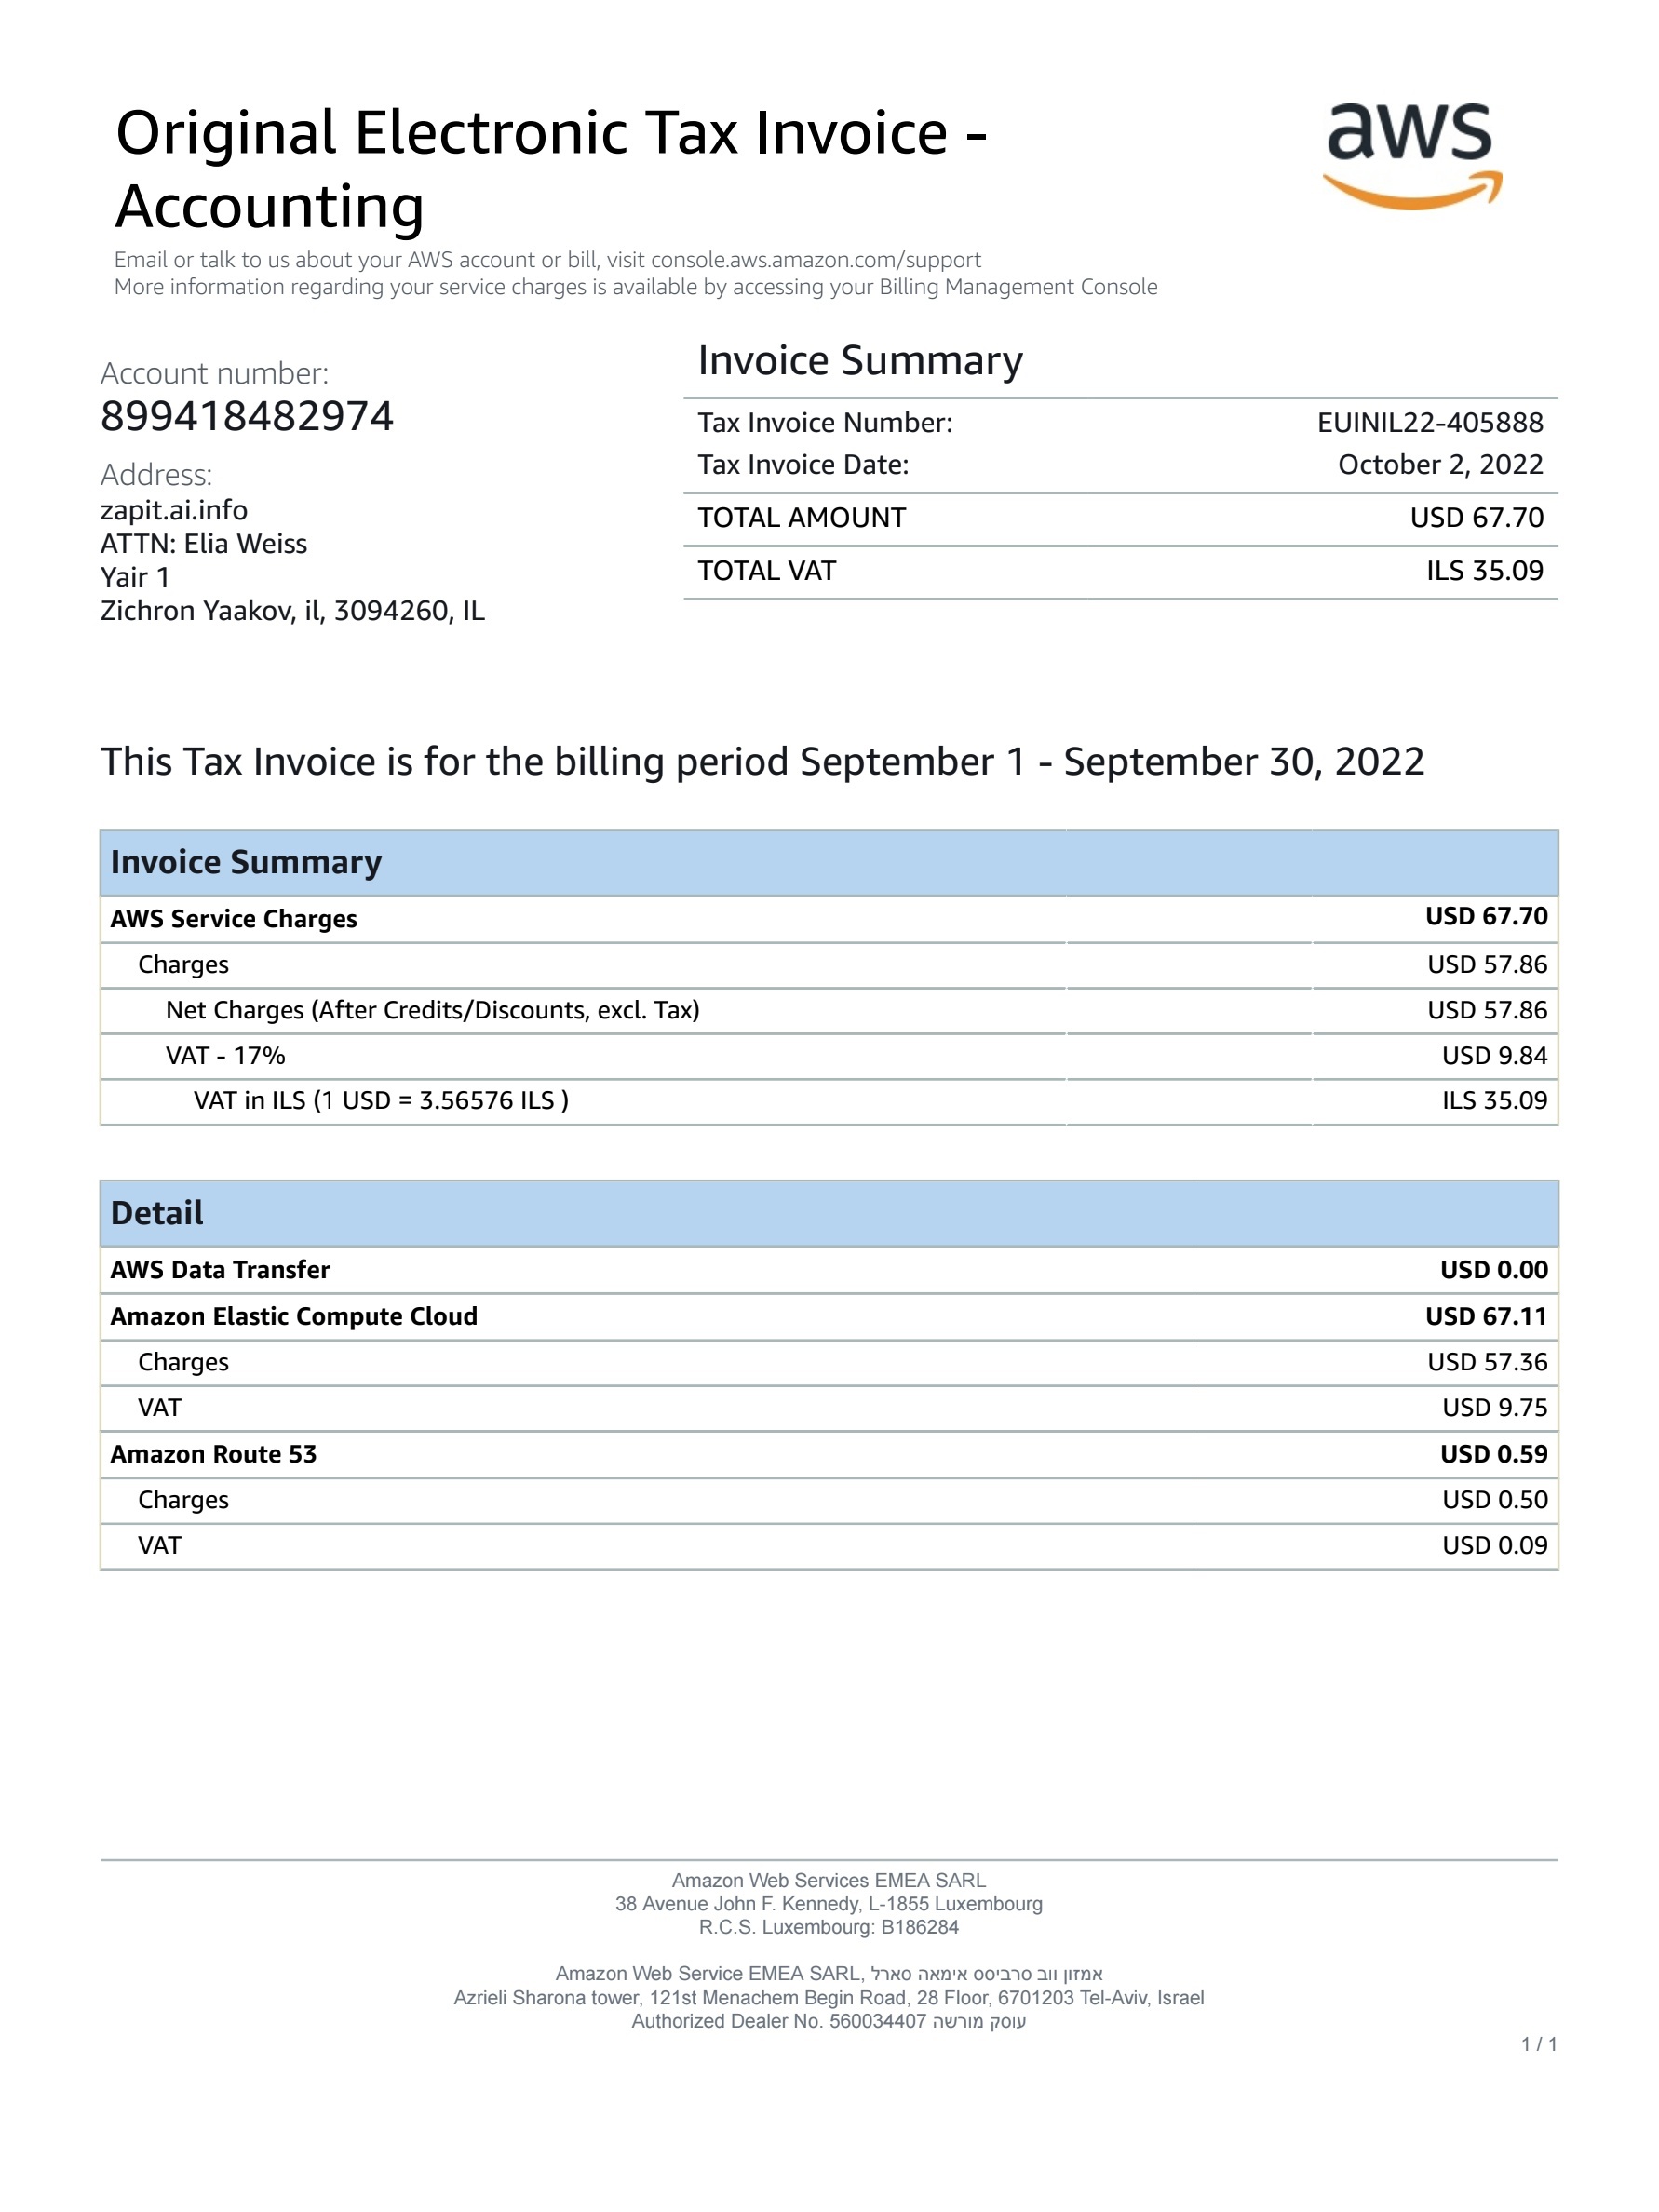 Original Electronic Tax Invoice -
Accounting
aws
Email or talk to us about your AWS account or bill, visit console.aws.amazon.com/support
More information regarding your service charges is available by accessing your Billing Management Console
Account number:
899418482974
Address:
zapit.ai.info
ATTN: Elia Weiss
Yair 1
Zichron Yaakov, il, 3094260, IL
Invoice Summary
Tax Invoice Number: EUINIL22-405888
Tax Invoice Date: October 2, 2022
TOTAL AMOUNT USD 67.70
TOTAL VAT ILS 35.09
This Tax Invoice is for the billing period September 1 - September 30, 2022
Invoice Summary
AWS Service Charges USD 67.70
Charges USD 57.86
Net Charges (After Credits/Discounts, excl. Tax) USD 57.86
VAT - 17% USD 9.84
VAT in ILS (1 USD = 3.56576 ILS ) ILS 35.09
Detail
AWS Data Transfer USD 0.00
Amazon Elastic Compute Cloud USD 67.11
Charges USD 57.36
VAT USD 9.75
Amazon Route 53 USD 0.59
Charges USD 0.50
VAT USD 0.09
Amazon Web Services EMEA SARL
38 Avenue John F. Kennedy, L-1855 Luxembourg
R.C.S. Luxembourg: B186284
Amazon Web Service EMEA SARL, אמזון ווב סרביסס אימאה סארל
Azrieli Sharona tower, 121st Menachem Begin Road, 28 Floor, 6701203 Tel-Aviv, Israel
Authorized Dealer No. 560034407 עוסק מורשה
1 / 1